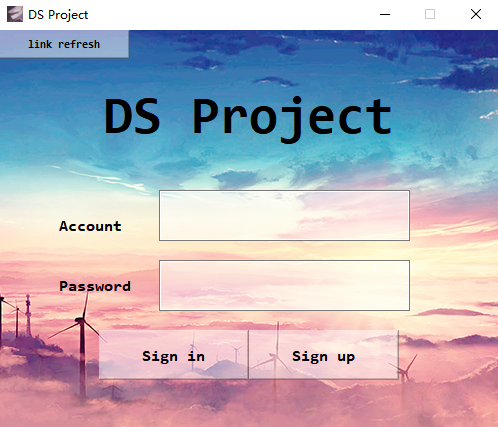 DS Project
link refresh
DS Project
Account
Password
Sign in
Sign up